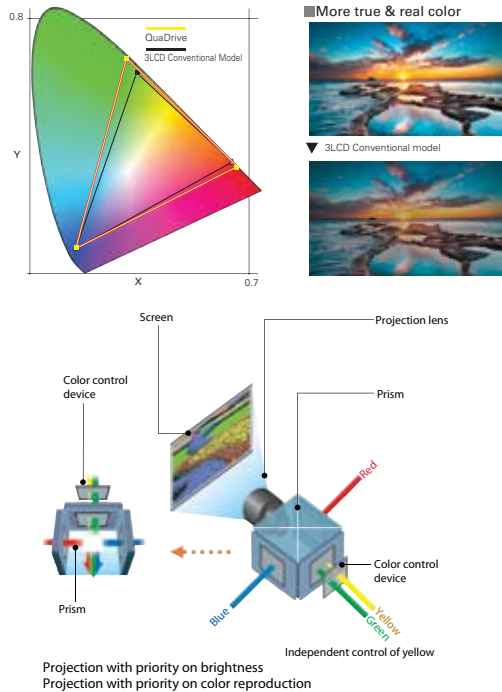 0.8
QuaDrive
3LCD Conventional Model
Y
X
0.7
More true & real color
3LCD Conventional model
Screen
Projection lens
Color control
device
Prism
Red
Color control
device
Prism
Blue
Yellow
Green
Independent control of yellow
Projection with priority on brightness
Projection with priority on color reproduction